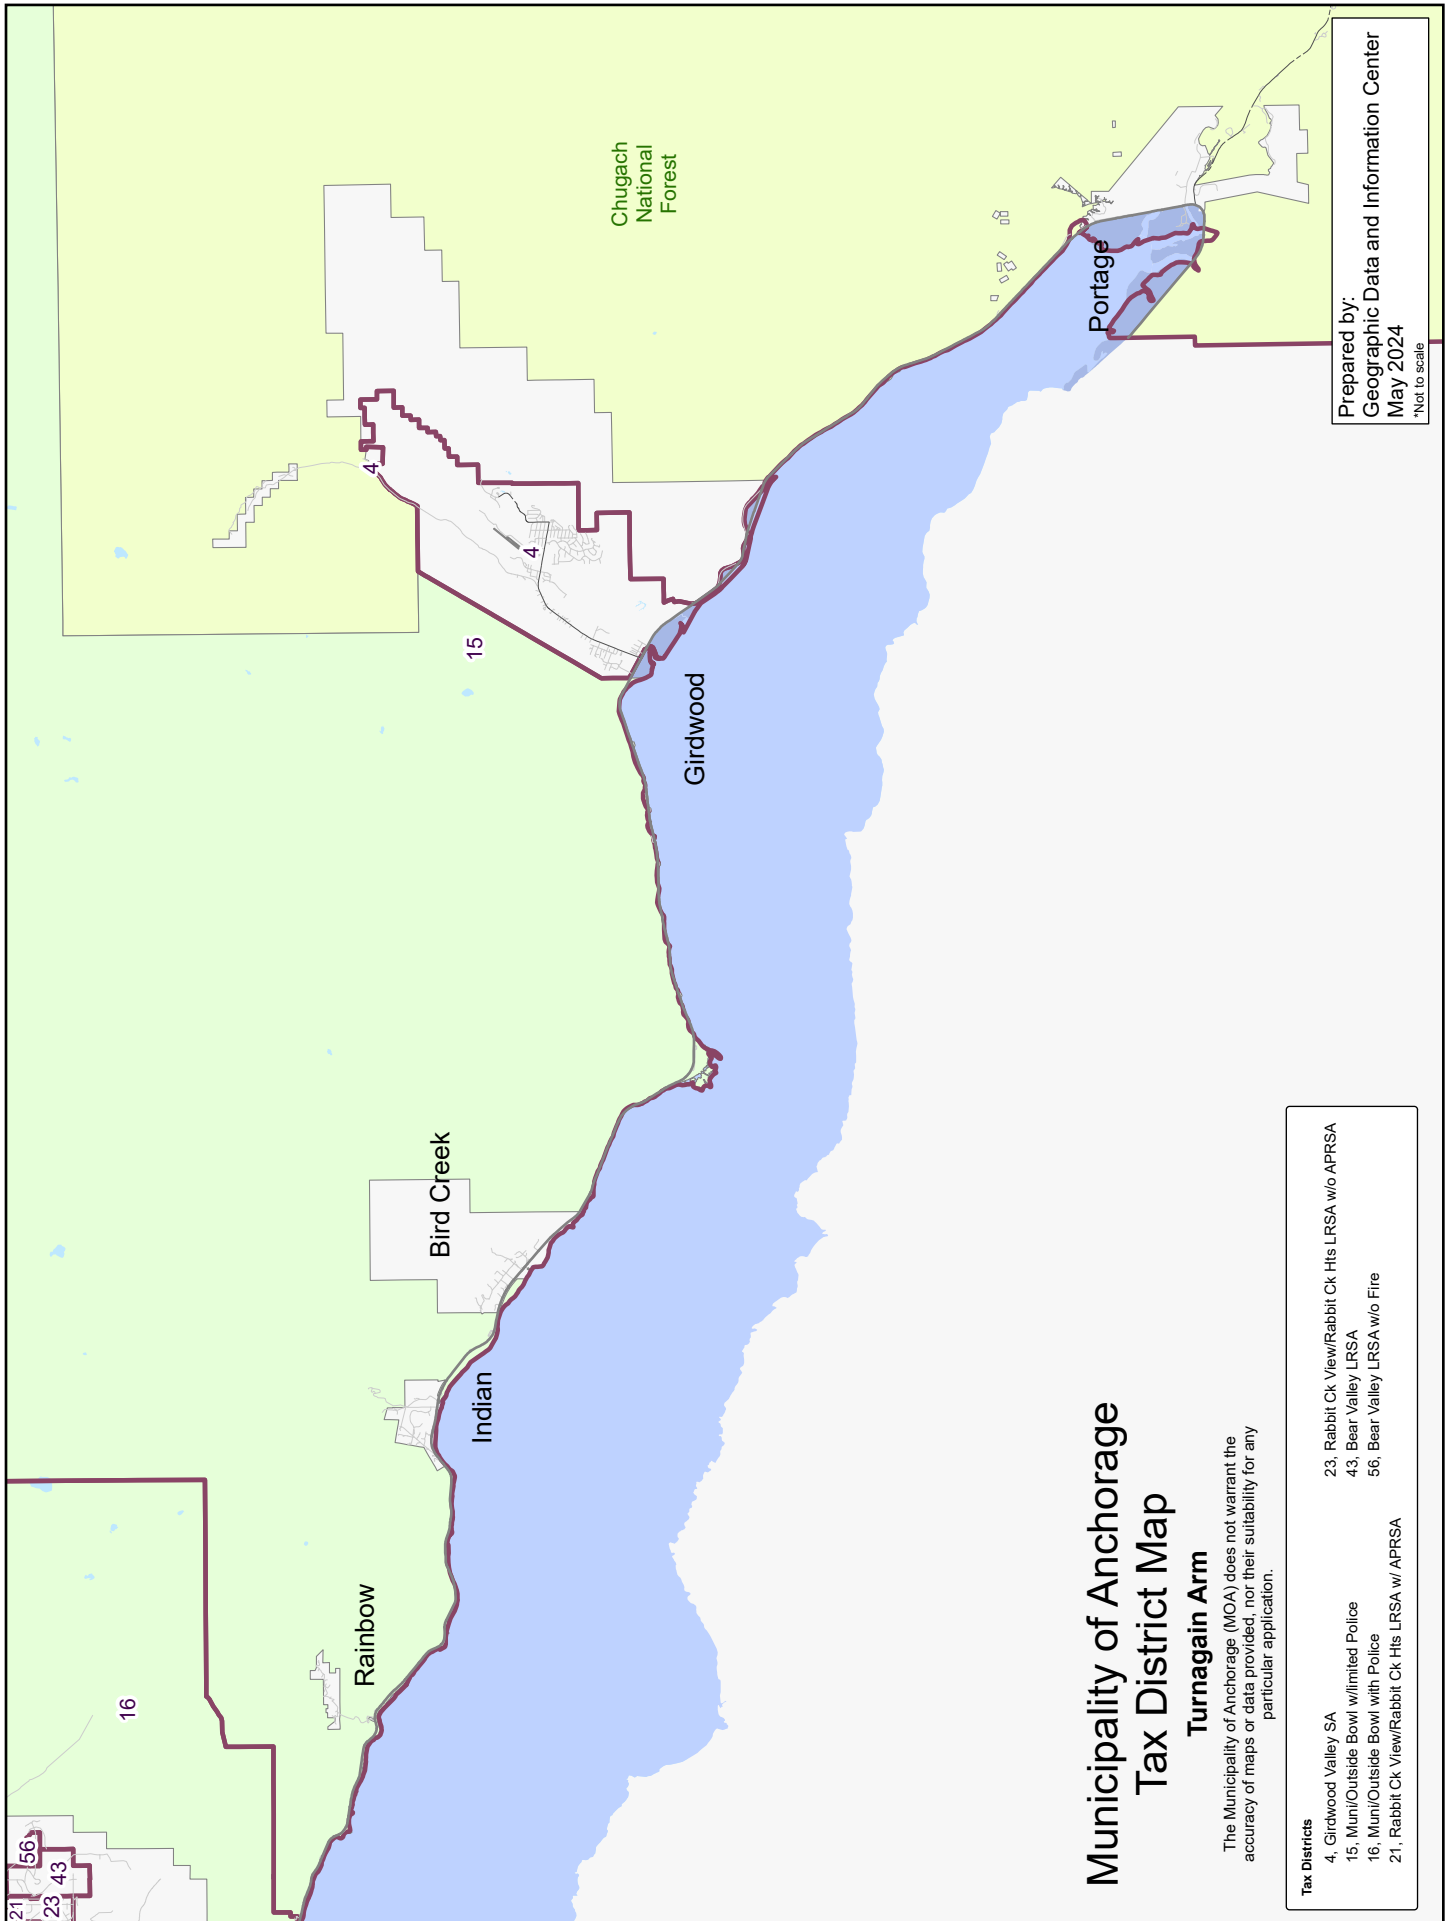 Chugach
National
Forest
4
4
15
Portage
Girdwood
Bird Creek
Indian
Rainbow
16
56
43
21
23
Municipality of Anchorage
Tax District Map
Turnagain Arm
The Municipality of Anchorage (MOA) does not warrant the
accuracy of maps or data provided, nor their suitability for any
particular application.
Tax Districts
4, Girdwood Valley SA
15, Muni/Outside Bowl w/limited Police
16, Muni/Outside Bowl with Police
21, Rabbit Ck View/Rabbit Ck Hts LRSA w/ APRSA
23, Rabbit Ck View/Rabbit Ck Hts LRSA w/o APRSA
43, Bear Valley LRSA
56, Bear Valley LRSA w/o Fire
Prepared by:
Geographic Data and Information Center
May 2024
*Not to scale